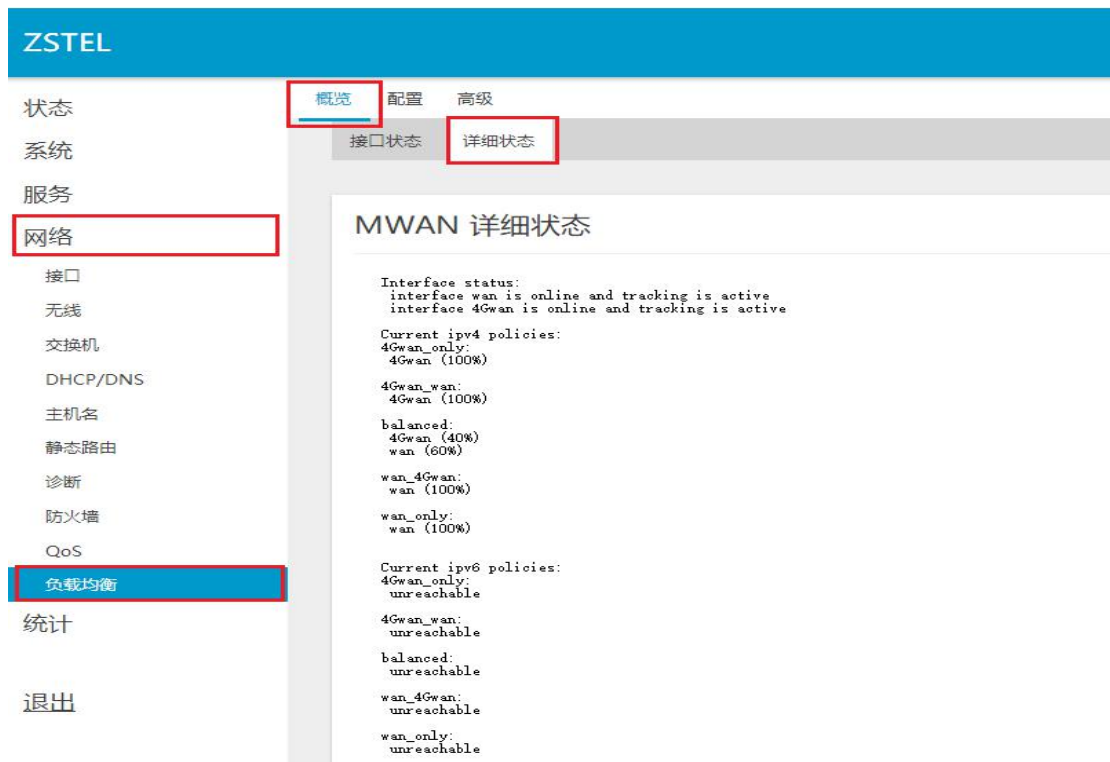 ZSTEL
状态
系统
服务
网络
接口
无线
交换机
DHCP/DNS
主机名
静态路由
诊断
防火墙
QoS
负载均衡
统计
退出
概览 配置 高级
接口状态 详细状态
MWAN 详细状态
Interface status:
interface wan is online and tracking is active
interface 4Gwan is online and tracking is active
Current ipv4 policies:
4Gwan_only:
4Gwan (100%)
4Gwan_wan:
4Gwan (100%)
balanced:
4Gwan (40%)
wan (60%)
wan_4Gwan:
wan (100%)
wan_only:
wan (100%)
Current ipv6 policies:
4Gwan_only:
unreachable
4Gwan_wan:
unreachable
balanced:
unreachable
wan_4Gwan:
unreachable
wan_only:
unreachable